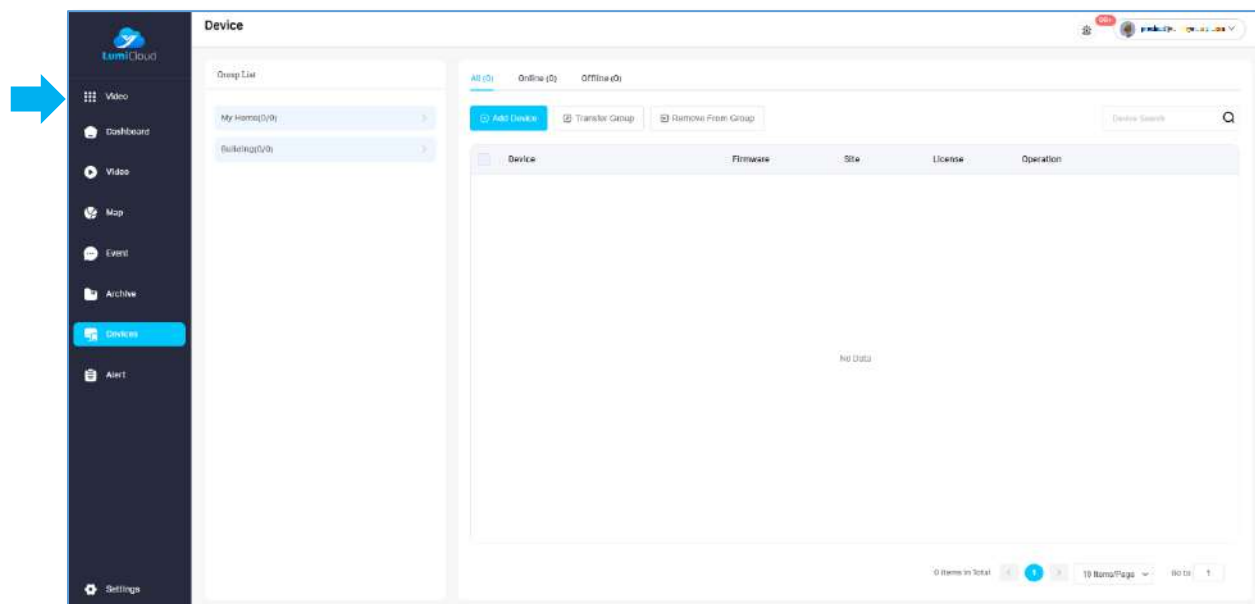 LumiCloud
Video
Dashboard
Video
Map
Event
Archive
Devices
Alert
Settings
Device
99+
Group List
My Home(0/0)
Building(0/0)
All (0) Online (0) Offline (0)
Add Device Transfer Group Remove From Group Device Search
Device Firmware Site License Operation
No Data
0 Items in Total 1 10 Items/Page Go to 1